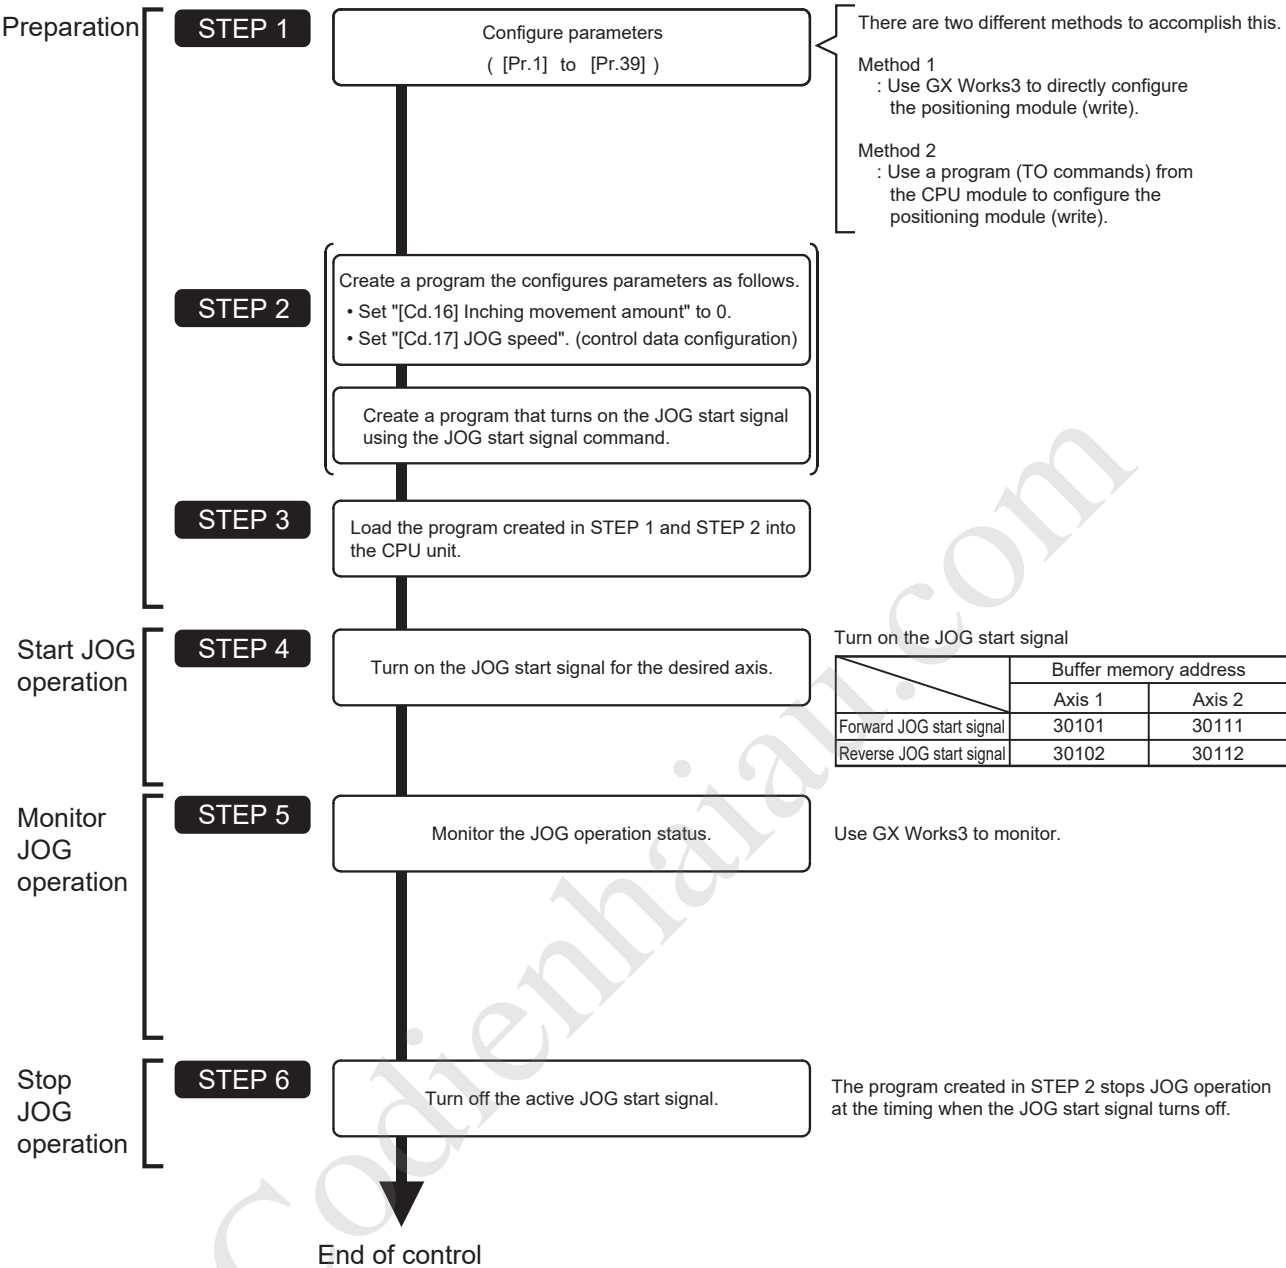 Preparation
STEP 1
Configure parameters
( [Pr.1] to [Pr.39] )
There are two different methods to accomplish this.
Method 1
: Use GX Works3 to directly configure
the positioning module (write).
Method 2
: Use a program (TO commands) from
the CPU module to configure the
positioning module (write).
STEP 2
Create a program the configures parameters as follows.
• Set "[Cd.16] Inching movement amount" to 0.
• Set "[Cd.17] JOG speed". (control data configuration)
Create a program that turns on the JOG start signal
using the JOG start signal command.
STEP 3
Load the program created in STEP 1 and STEP 2 into
the CPU unit.
Start JOG
operation
STEP 4
Turn on the JOG start signal for the desired axis.
Turn on the JOG start signal
Buffer memory address
Axis 1 Axis 2
Forward JOG start signal 30101 30111
Reverse JOG start signal 30102 30112
Monitor
JOG
operation
STEP 5
Monitor the JOG operation status.
Use GX Works3 to monitor.
Stop
JOG
operation
STEP 6
Turn off the active JOG start signal.
The program created in STEP 2 stops JOG operation
at the timing when the JOG start signal turns off.
End of control
Codienhaiau.com